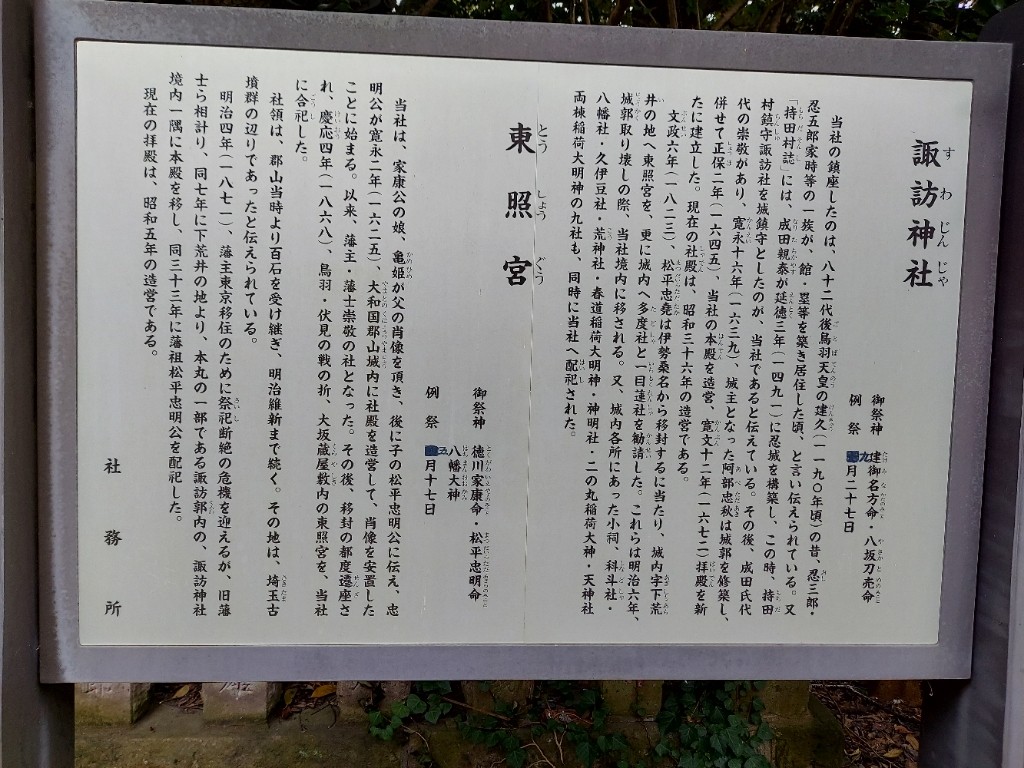 諏訪神社
すわじんじゃ
御祭神 建御名方命・八坂刀売命
例祭 九月二十七日
当社の鎮座したのは、八十二代後鳥羽天皇の建久(一一九〇年頃)の昔、忍三郎・
忍五郎家時等の一族が、館・塁等を築き居住した頃、と言い伝えられている。又
「持田村誌」には、成田親泰が延徳三年(一四九一)に忍城を構築し、この時、持田
村鎮守諏訪社を城鎮守としたのが、当社であると伝えている。その後、成田氏代
代の崇敬があり、寛永十六年(一六三九)、城主となった阿部忠秋は城郭を修築し、
併せて正保二年(一六四五)、当社の本殿を造営、寛文十二年(一六七二)拝殿を新
たに建立した。現在の社殿は、昭和三十六年の造営である。
文政六年(一八二三)、松平忠堯は伊勢桑名から移封するに当たり、城内字下荒
井の地へ東照宮を、更に城内へ多度社と一目蓮社を勧請した。これらは明治六年、
城郭取り壊しの際、当社境内に移される。又、城内各所にあった小祠、科斗社・
八幡社・久伊豆社・荒神社・春道稲荷大明神・神明社・二の丸稲荷大神・天神社
両棟稲荷大明神の九社も、同時に当社へ配祀された。
東照宮
とうしょうぐう
御祭神 徳川家康命・松平忠明命
八幡大神
例祭 五月十七日
当社は、家康公の娘、亀姫が父の肖像を頂き、後に子の松平忠明公に伝え、忠
明公が寛永二年(一六二五)、大和国郡山城内に社殿を造営して、肖像を安置した
ことに始まる。以来、藩主・藩士崇敬の社となった。その後、移封の都度遷座さ
れ、慶応四年(一八六八)、鳥羽・伏見の戦の折、大坂蔵屋敷内の東照宮を、当社
に合祀した。
社領は、郡山当時より百石を受け継ぎ、明治維新まで続く。その地は、埼玉古
墳群の辺りであったと伝えられている。
明治四年(一八七一)、藩主東京移住のために祭祀断絶の危機を迎えるが、旧藩
士ら相計り、同七年に下荒井の地より、本丸の一部である諏訪郭内の、諏訪神社
境内一隅に本殿を移し、同三十三年に藩祖松平忠明公を配祀した。
現在の拝殿は、昭和五年の造営である。
社務所